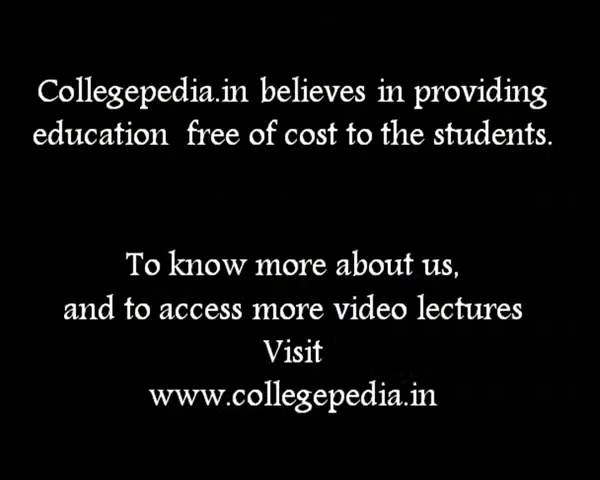 Collegepedia.in believes in providing
education  free of cost to the students.
To know more about us,
and to access more video lectures
Visit
www.collegepedia.in